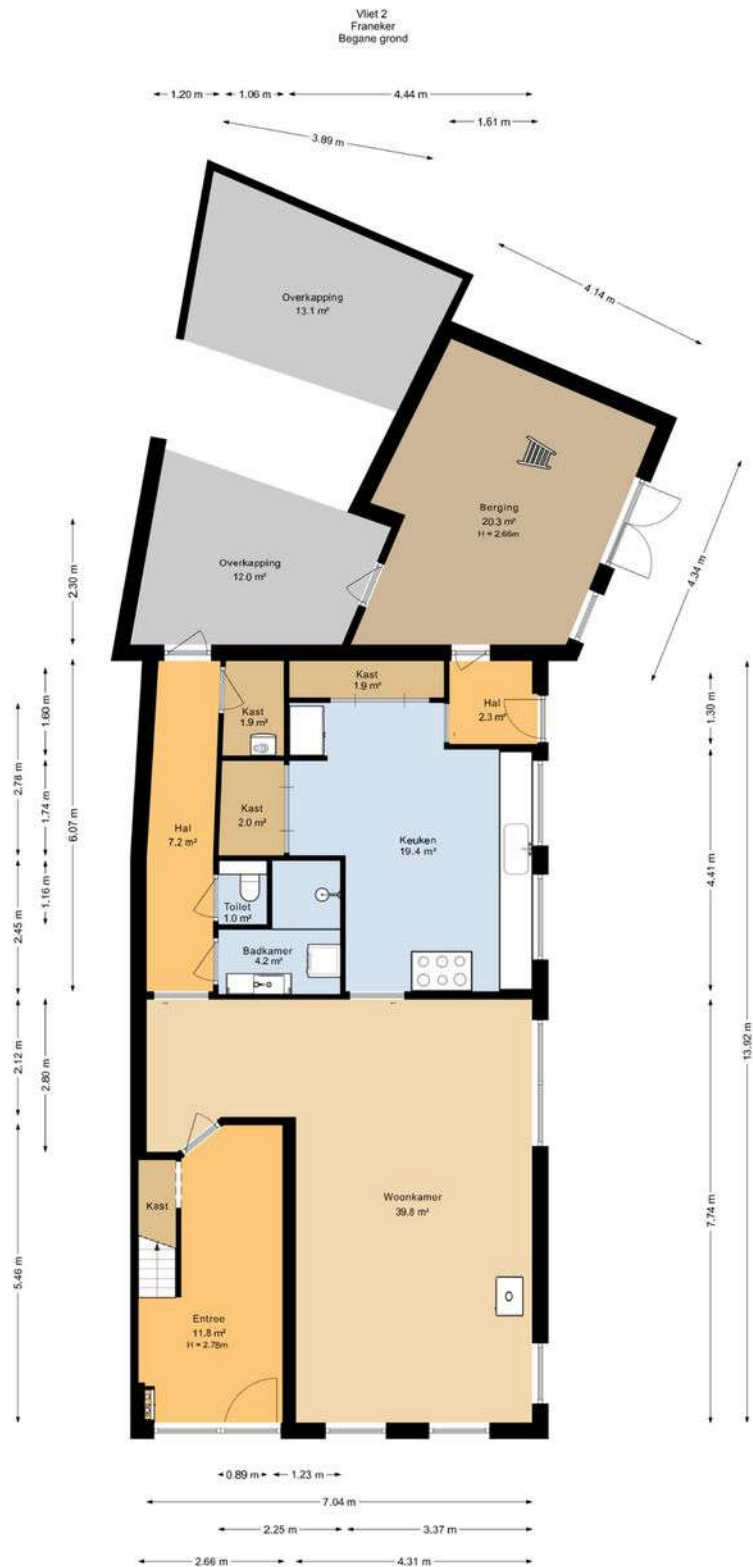 Vliet 2
Franeker
Begane grond
1.20 m
1.06 m
4.44 m
1.61 m
3.89 m
4.14 m
Overkapping
13.1 m²
Berging
20.3 m²
H = 2.66m
4.34 m
2.30 m
Overkapping
12.0 m²
Kast
1.9 m²
Kast
1.9 m²
Hal
2.3 m²
1.60 m
1.30 m
2.78 m
1.74 m
6.07 m
Kast
2.0 m²
Hal
7.2 m²
Keuken
19.4 m²
4.41 m
1.16 m
2.45 m
Toilet
1.0 m²
Badkamer
4.2 m²
2.12 m
2.80 m
13.92 m
Kast
Woonkamer
39.8 m²
7.74 m
5.46 m
Entree
11.8 m²
H = 2.78m
0.89 m
1.23 m
7.04 m
2.25 m
3.37 m
2.66 m
4.31 m